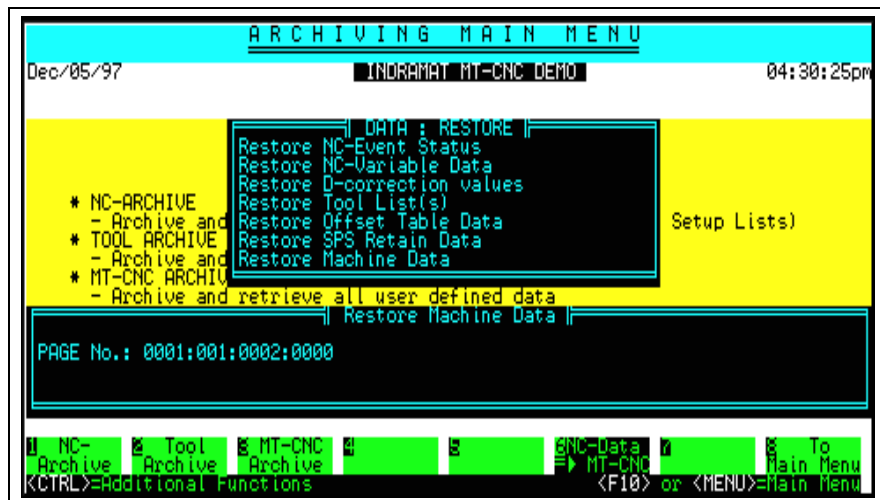 ARCHIVING MAIN MENU
Dec/05/97 INDRAMAT MT-CNC DEMO 04:30:25pm
DATA : RESTORE
Restore NC-Event Status
Restore NC-Variable Data
Restore D-correction values
Restore Tool List(s)
Restore Offset Table Data
Restore SPS Retain Data
Restore Machine Data
* NC-ARCHIVE
- Archive and Setup Lists)
* TOOL ARCHIVE
- Archive and
* MT-CNC ARCHIV
- Archive and retrieve all user defined data
Restore Machine Data
PAGE No.: 0001:001:0002:0000
1 NC- 2 Tool 3 MT-CNC 4 5 6 NC-Data 7 8 To
Archive Archive Archive => MT-CNC Main Menu
<CTRL>=Additional Functions <F10> or <MENU>=Main Menu